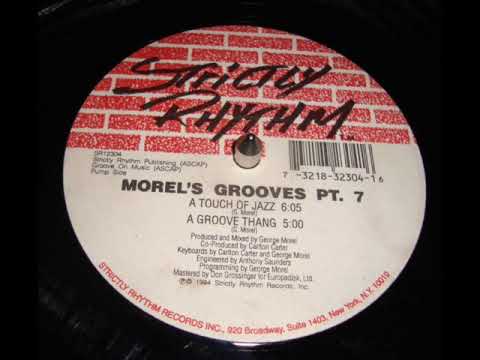 STRICTLY
RHYTHM
SR12304
Strictly Rhythm Publishing (ASCAP)
Groove On Music (ASCAP)
Pump Side
7 -3218-32304-1 6
MOREL'S GROOVES PT. 7
A TOUCH OF JAZZ 6:05
(G. Morel)
A GROOVE THANG 5:00
(G. Morel)
Produced and Mixed by George Morel
Co-Produced by Carlton Carter
Keyboards by Carlton Carter and George Morel
Engineered by Anthony Saunders
Programming by George Morel
Mastered by Don Grossinger for Europadisk, Ltd.
℗© 1994 Strictly Rhythm Records, Inc.
STRICTLY RHYTHM RECORDS INC., 920 Broadway, Suite 1403, New York, N.Y. 10010